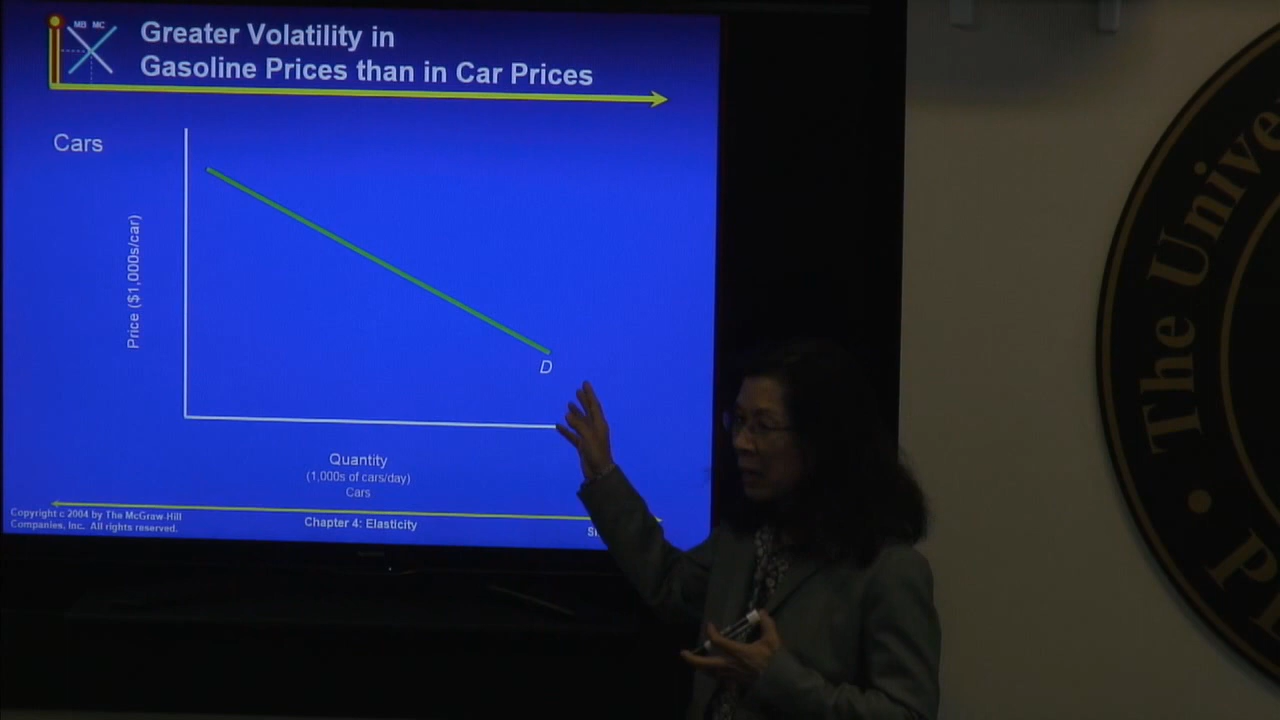 MB MC
Greater Volatility in
Gasoline Prices than in Car Prices
Cars
Price ($1,000s/car)
D
Quantity
(1,000s of cars/day)
Cars
Copyright c 2004 by The McGraw-Hill
Companies, Inc. All rights reserved.
Chapter 4: Elasticity
The Unive